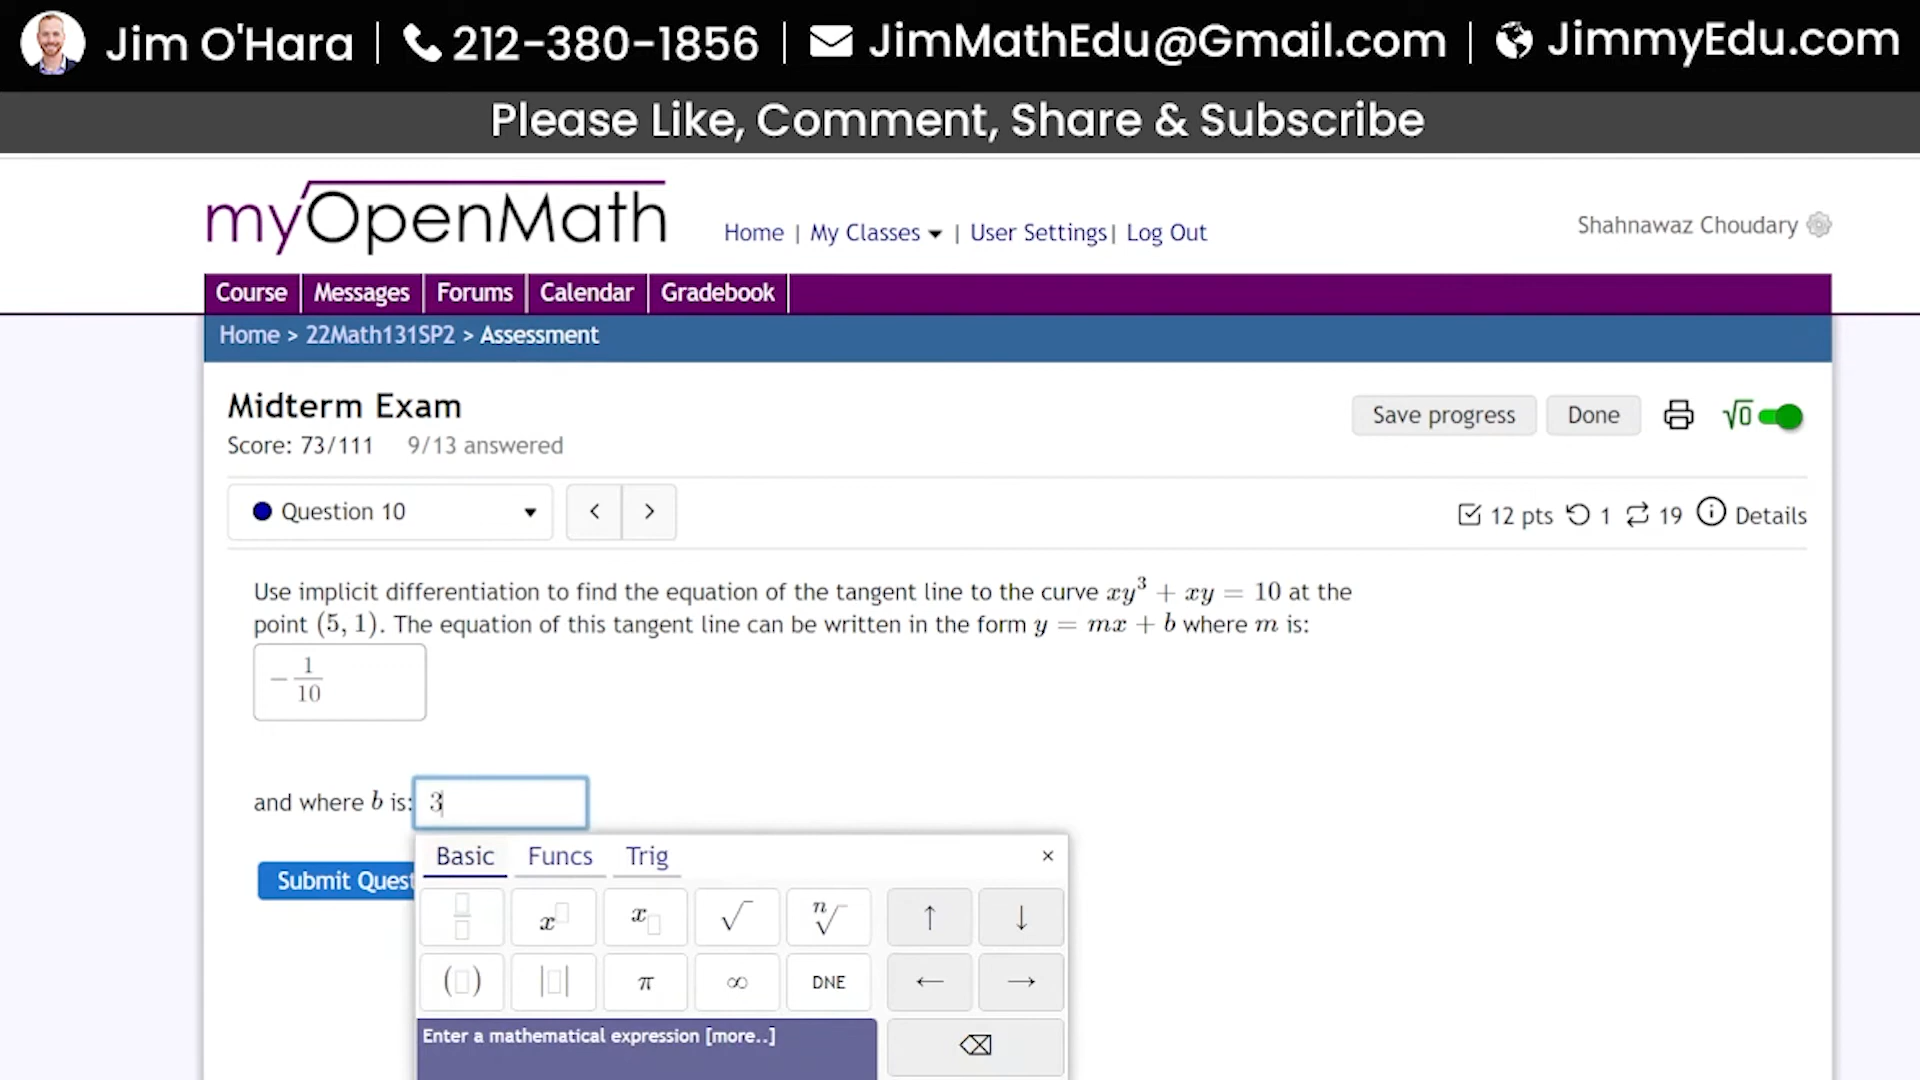 Jim O'Hara | 212-380-1856 | JimMathEdu@Gmail.com | JimmyEdu.com
Please Like, Comment, Share & Subscribe
myOpenMath
Home | My Classes | User Settings | Log Out
Shahnawaz Choudary
Course Messages Forums Calendar Gradebook
Home > 22Math131SP2 > Assessment
Midterm Exam
Save progress Done √0
Score: 73/111 9/13 answered
Question 10 < >
12 pts 1 19 Details
Use implicit differentiation to find the equation of the tangent line to the curve xy³ + xy = 10 at the
point (5, 1). The equation of this tangent line can be written in the form y = mx + b where m is:
−1/10
and where b is: 3
Basic Funcs Trig ×
Submit Quest
x x √ ⁿ√ ↑ ↓
( ) | | π ∞ DNE ← →
Enter a mathematical expression [more..] ⌫